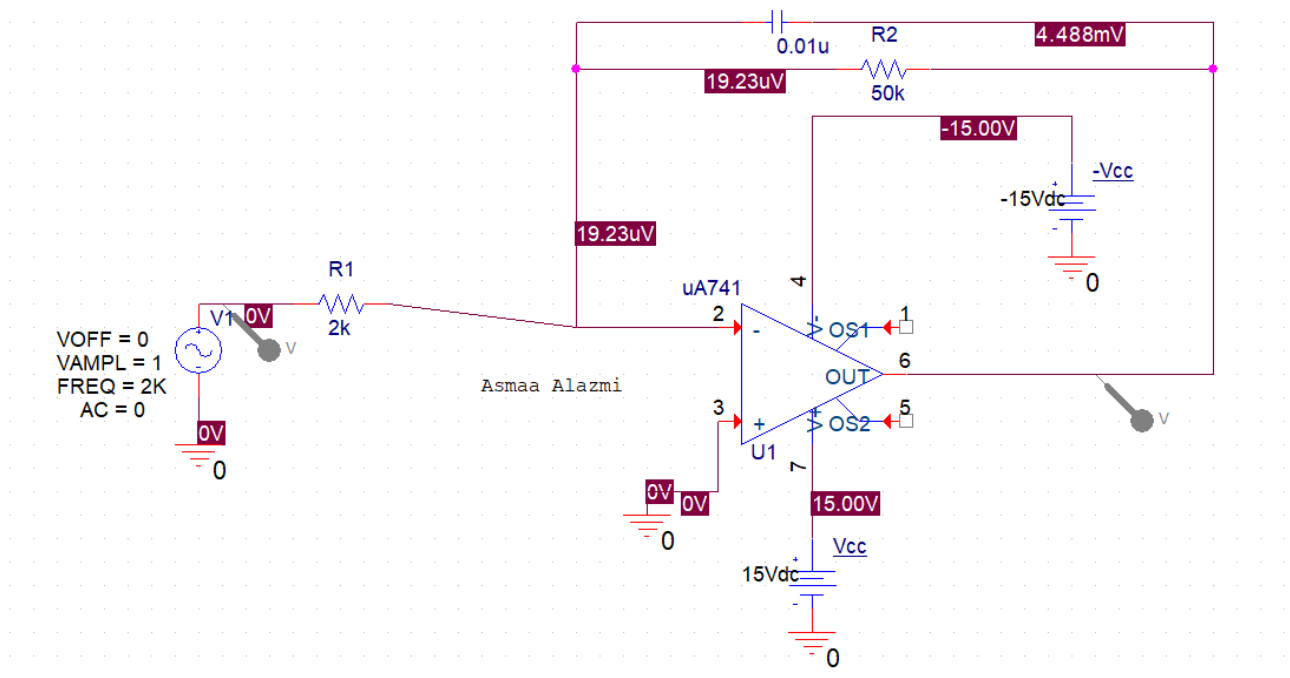 0.01u
R2
4.488mV
19.23uV
50k
-15.00V
-Vcc
-15Vdc
0
19.23uV
R1
2k
V1
0V
V
VOFF = 0
VAMPL = 1
FREQ = 2K
AC = 0
0V
0
Asmaa Alazmi
uA741
2
-
4
V-
OS1
1
6
OUT
3
+
V+
OS2
5
U1
7
V
0V
0V
0
15.00V
Vcc
15Vdc
0